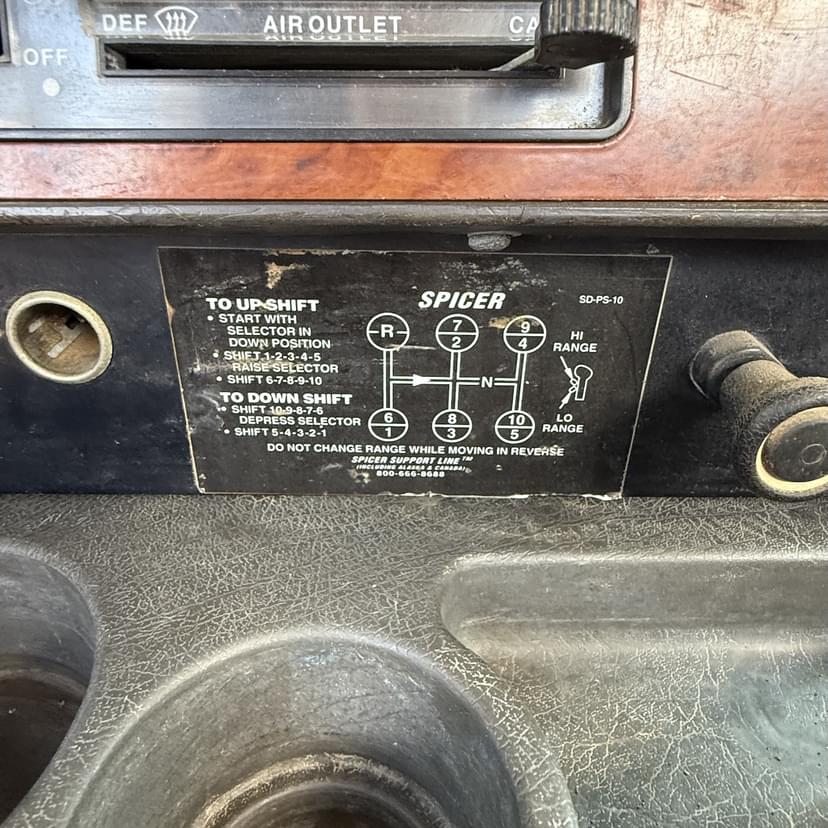 DEF AIR OUTLET
OFF
SPICER
SD-PS-10
TO UP-SHIFT
• START WITH
SELECTOR IN
DOWN POSITION
• SHIFT 1-2-3-4-5
RAISE SELECTOR
• SHIFT 6-7-8-9-10
TO DOWN SHIFT
• SHIFT 10-9-8-7-6
DEPRESS SELECTOR
• SHIFT 5-4-3-2-1
R 7 9
2 4
N
6 8 10
1 3 5
HI
RANGE
LO
RANGE
DO NOT CHANGE RANGE WHILE MOVING IN REVERSE
SPICER SUPPORT LINE™
(INCLUDING ALASKA & CANADA)
800-666-8688